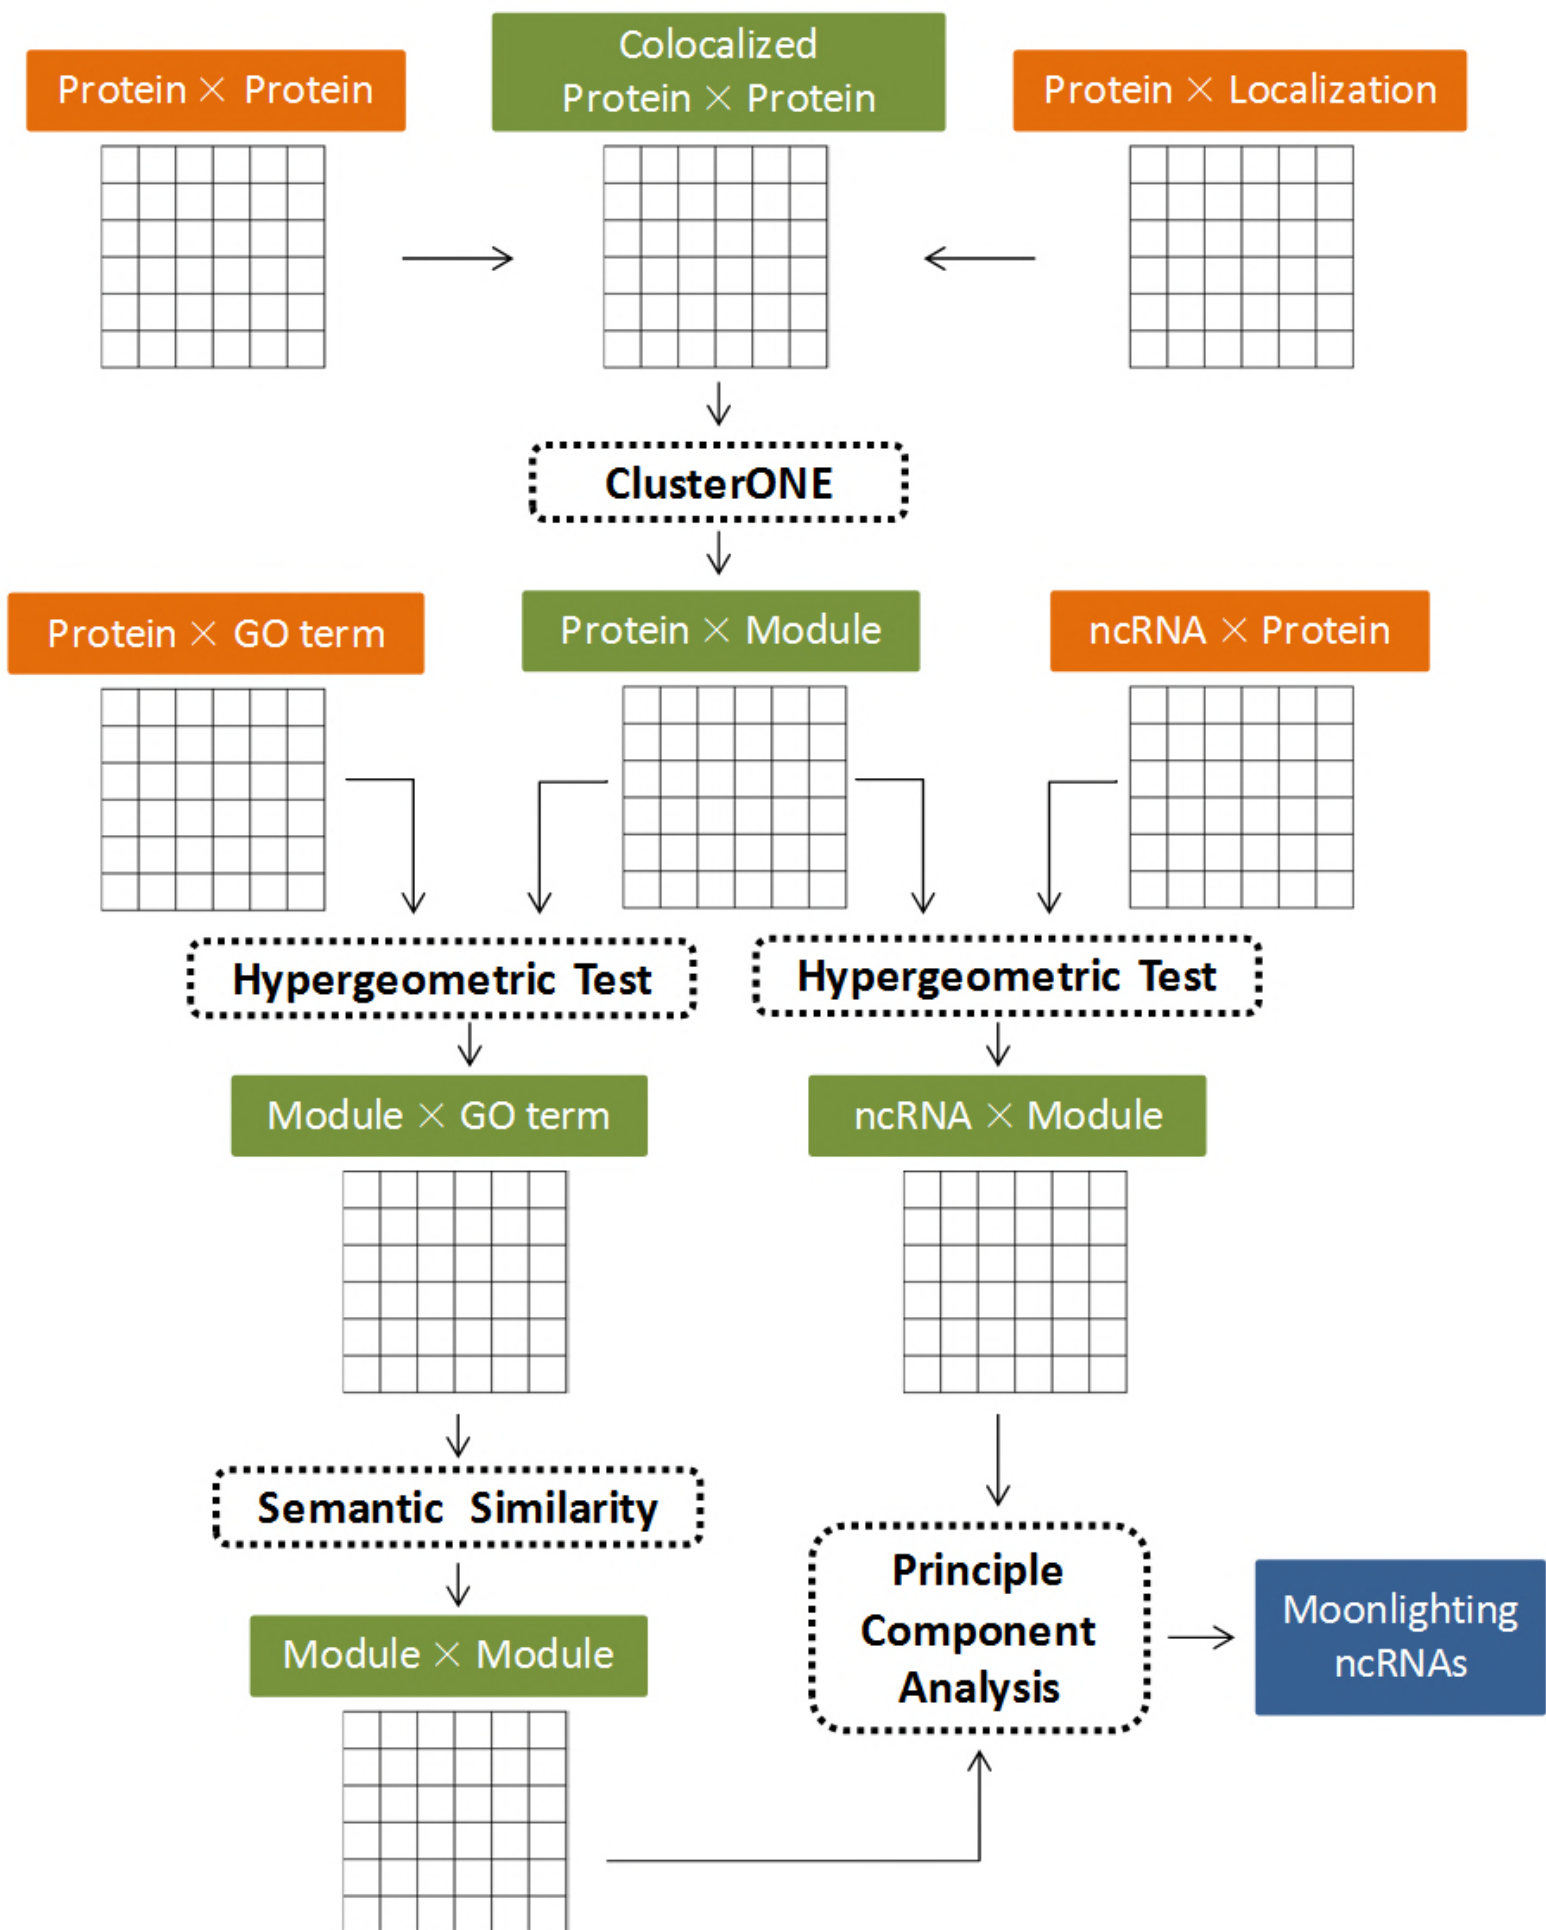 Protein × Protein
Colocalized
Protein × Protein
Protein × Localization
ClusterONE
Protein × GO term
Protein × Module
ncRNA × Protein
Hypergeometric Test
Hypergeometric Test
Module × GO term
ncRNA × Module
Semantic Similarity
Principle
Component
Analysis
Moonlighting
ncRNAs
Module × Module